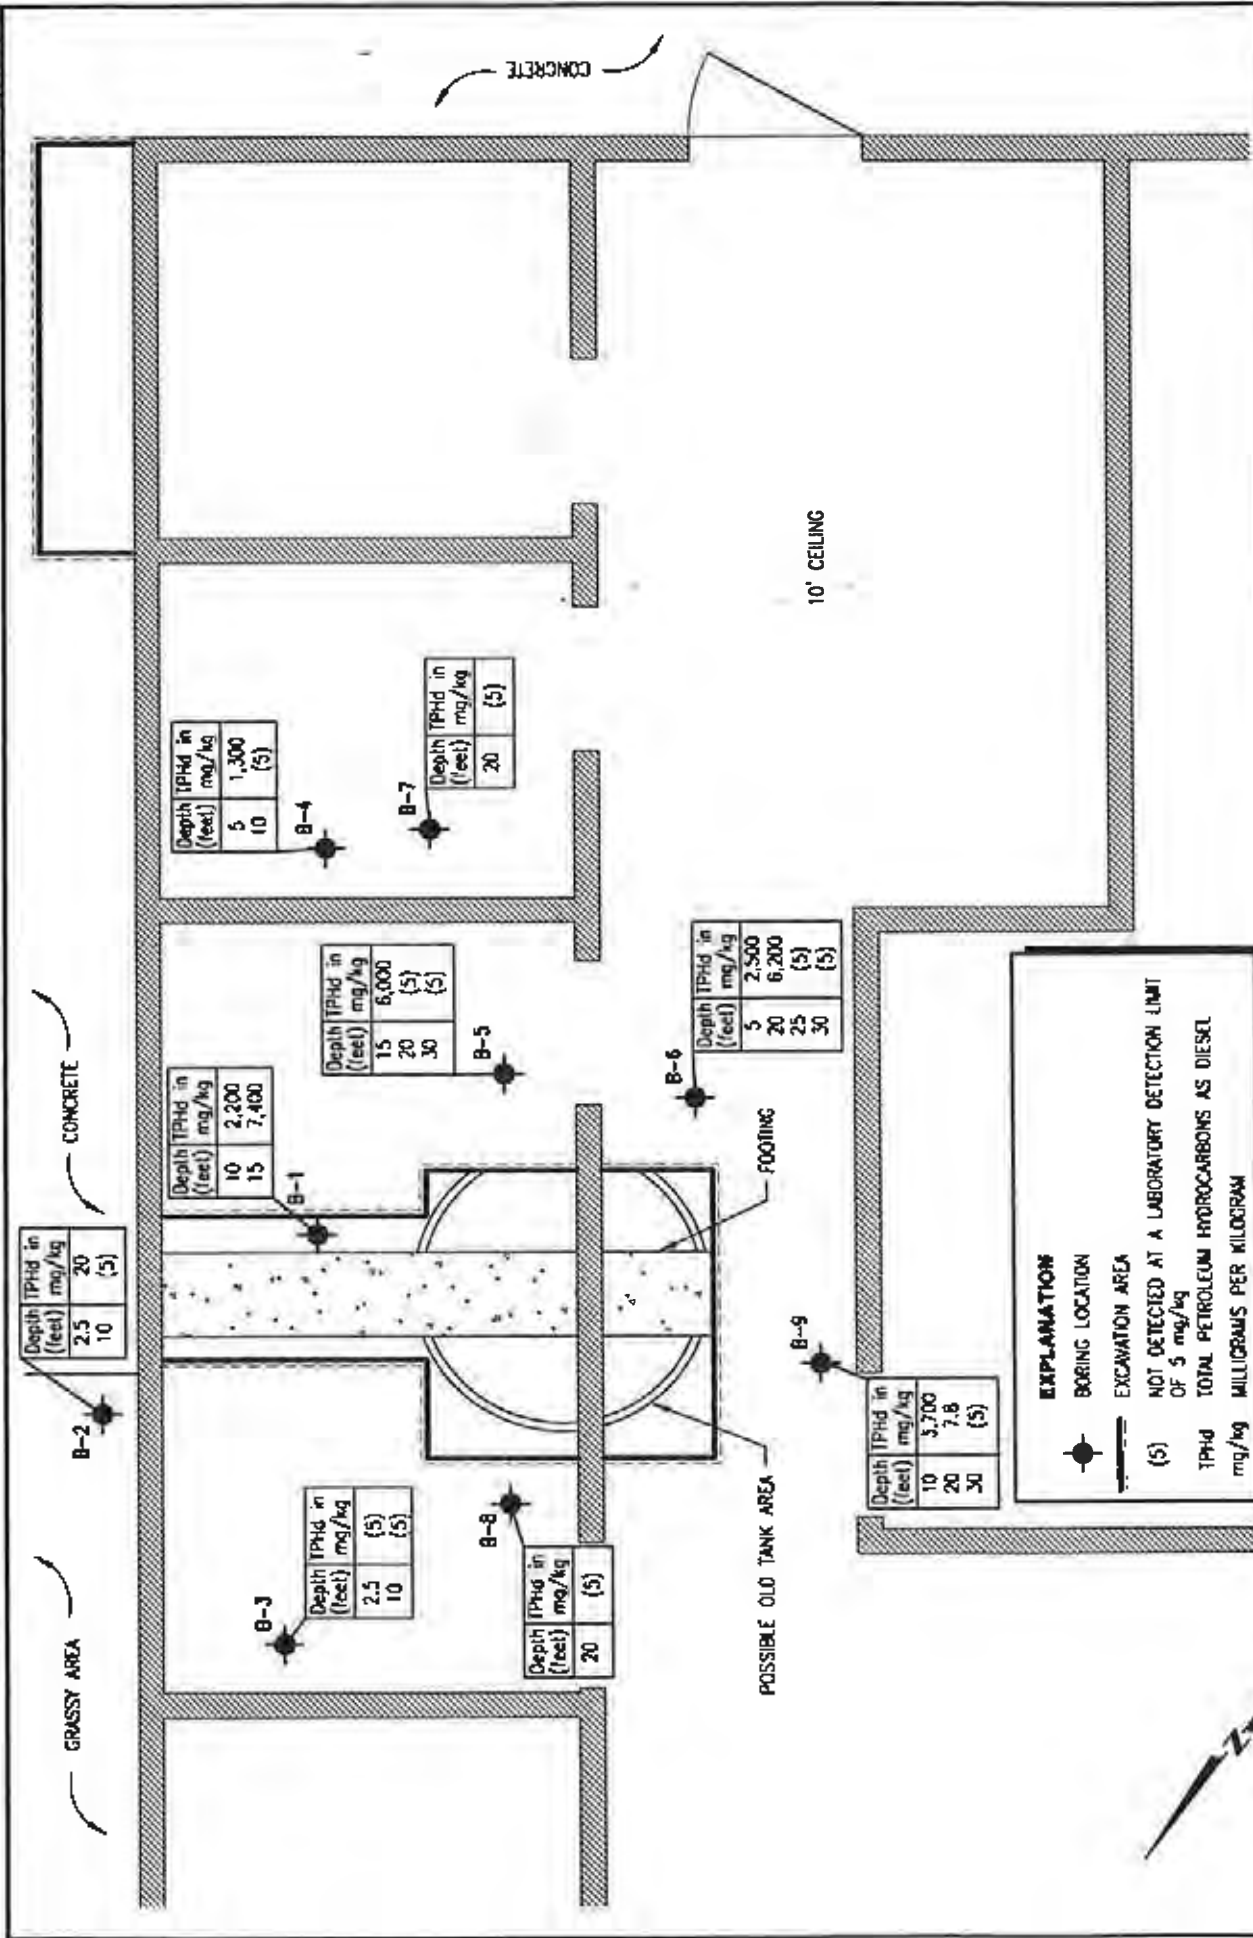 GRASSY AREA
CONCRETE
B-2
Depth TPHd in
(feet) mg/kg
2.5 20
10 (5)
B-1
Depth TPHd in
(feet) mg/kg
10 2,200
15 7,400
B-4
Depth TPHd in
(feet) mg/kg
5 1,300
10 (5)
B-3
Depth TPHd in
(feet) mg/kg
2.5 (5)
10 (5)
B-5
Depth TPHd in
(feet) mg/kg
15 6,000
20 (5)
30 (5)
B-7
Depth TPHd in
(feet) mg/kg
20 (5)
CONCRETE
B-8
Depth TPHd in
(feet) mg/kg
20 (5)
B-6
Depth TPHd in
(feet) mg/kg
5 2,500
20 6,200
25 (5)
30 (5)
POSSIBLE OLD TANK AREA
FOOTING
10' CEILING
B-9
Depth TPHd in
(feet) mg/kg
10 5,700
20 7.8
30 (5)
EXPLANATION
BORING LOCATION
EXCAVATION AREA
(5) NOT DETECTED AT A LABORATORY DETECTION LIMIT
OF 5 mg/kg
TPHd TOTAL PETROLEUM HYDROCARBONS AS DIESEL
mg/kg MILLIGRAMS PER KILOGRAM
N